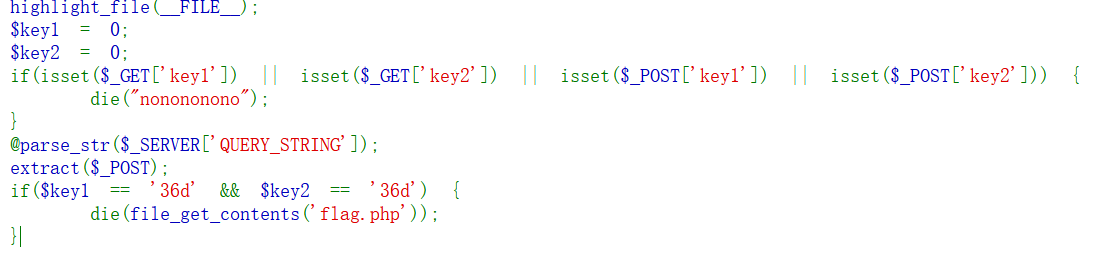 highlight_file(__FILE__);
$key1 = 0;
$key2 = 0;
if(isset($_GET['key1']) || isset($_GET['key2']) || isset($_POST['key1']) || isset($_POST['key2'])) {
die("nonononono");
}
@parse_str($_SERVER['QUERY_STRING']);
extract($_POST);
if($key1 == '36d' && $key2 == '36d') {
die(file_get_contents('flag.php'));
}